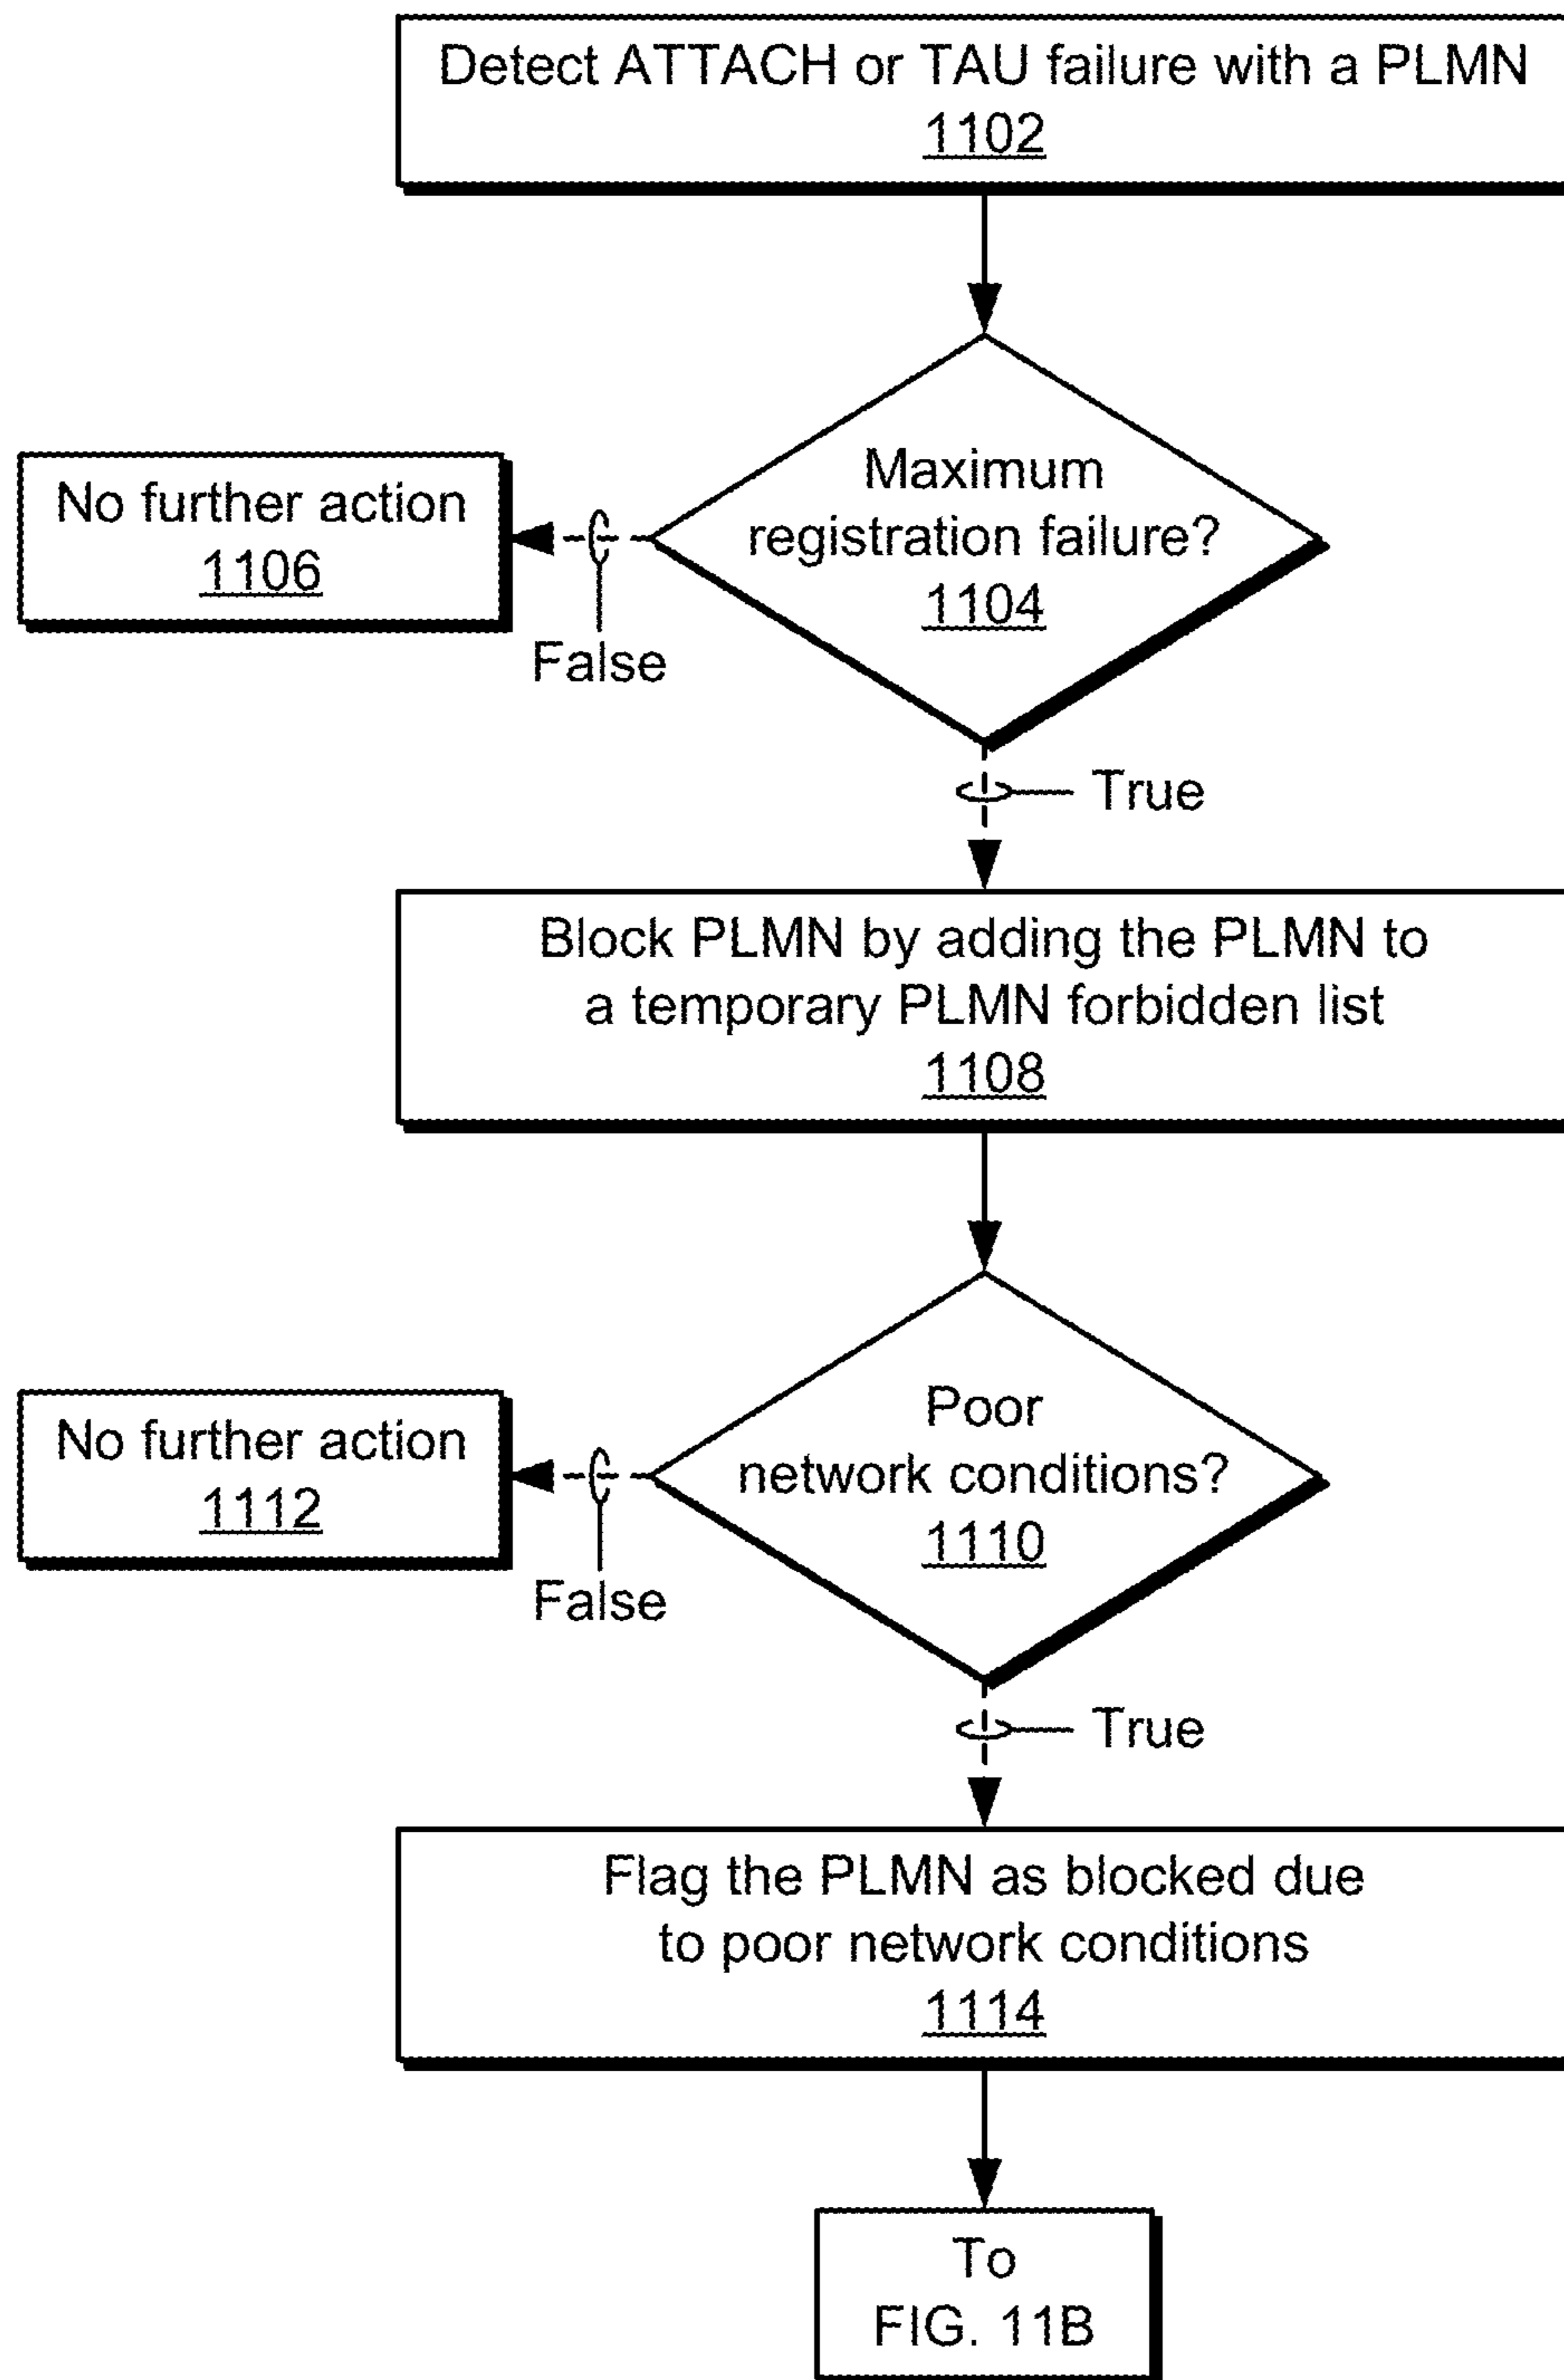 Detect ATTACH or TAU failure with a PLMN
1102
Maximum
registration failure?
1104
No further action
1106
False
True
Block PLMN by adding the PLMN to
a temporary PLMN forbidden list
1108
Poor
network conditions?
1110
No further action
1112
False
True
Flag the PLMN as blocked due
to poor network conditions
1114
To
FIG. 11B